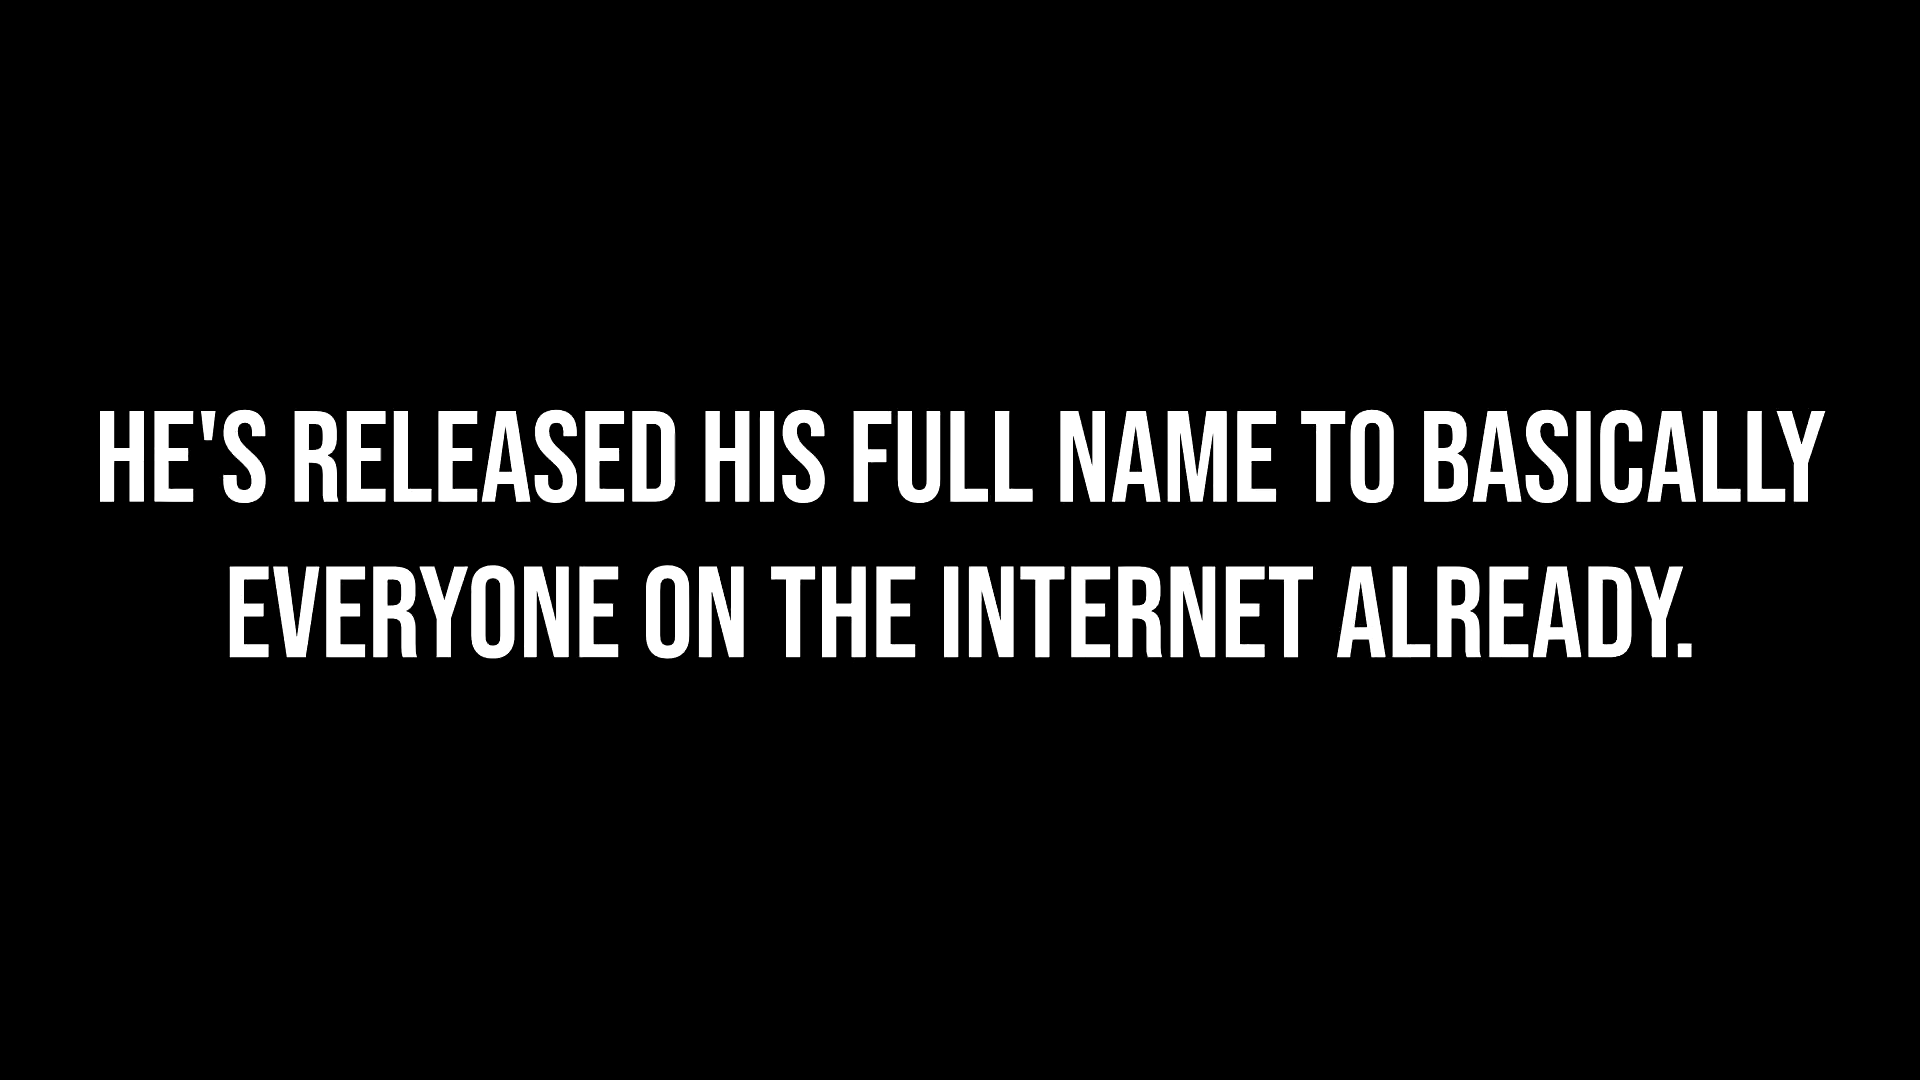 HE'S RELEASED HIS FULL NAME TO BASICALLY
EVERYONE ON THE INTERNET ALREADY.